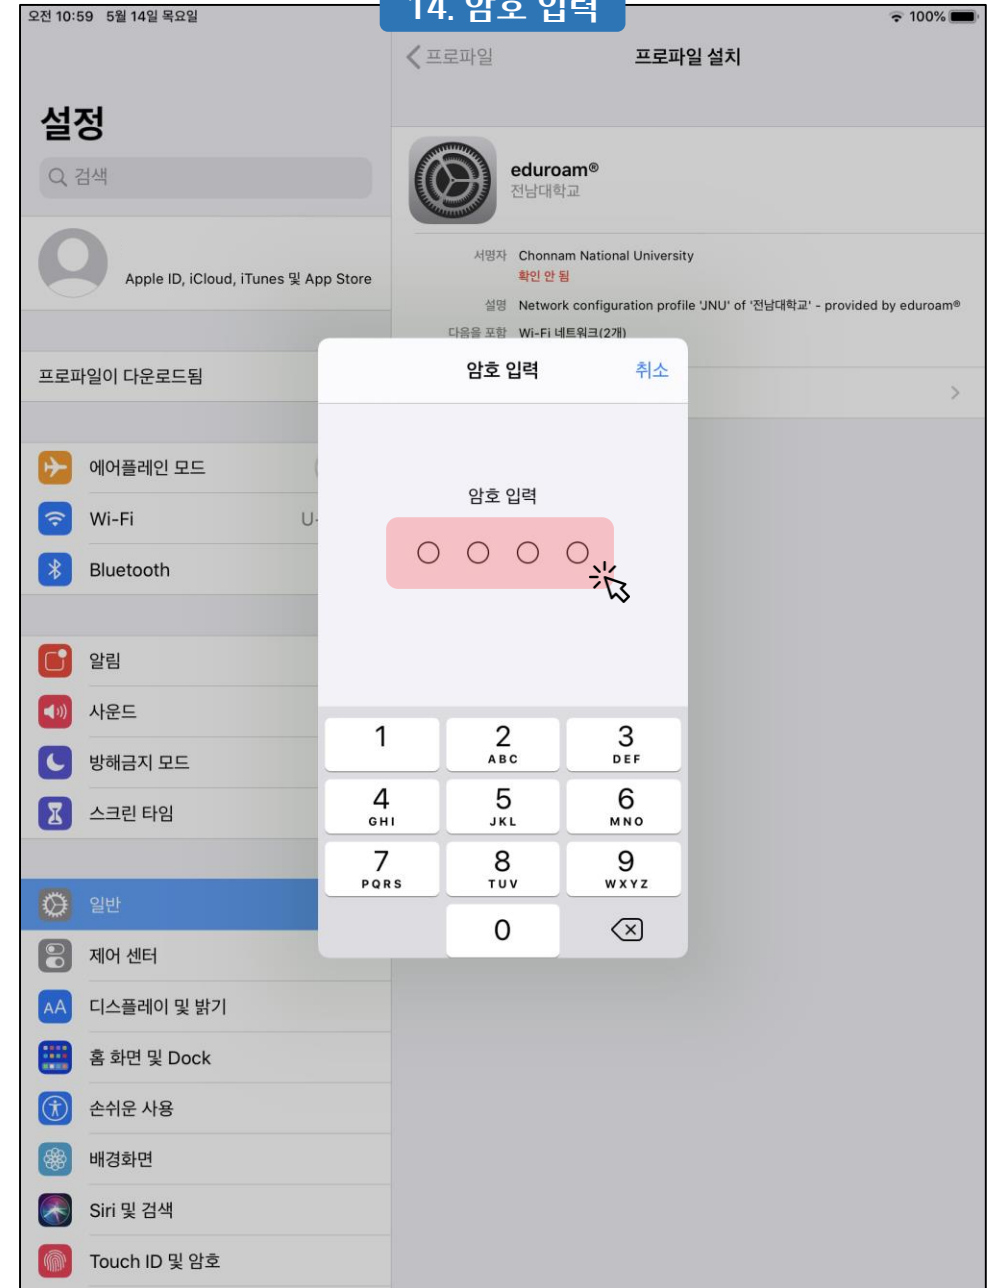 14. 암호 입력
오전 10:59 5월 14일 목요일
100%
프로파일
프로파일 설치
설정
검색
eduroam®
전남대학교
Apple ID, iCloud, iTunes 및 App Store
서명자 Chonnam National University
확인 안 됨
설명 Network configuration profile 'JNU' of '전남대학교' - provided by eduroam®
다음을 포함 Wi-Fi 네트워크(2개)
프로파일이 다운로드됨
암호 입력
취소
암호 입력
에어플레인 모드
Wi-Fi
U-
Bluetooth
알림
사운드
방해금지 모드
스크린 타임
일반
제어 센터
AA 디스플레이 및 밝기
홈 화면 및 Dock
손쉬운 사용
배경화면
Siri 및 검색
Touch ID 및 암호
1 2 3
ABC DEF
4 5 6
GHI JKL MNO
7 8 9
PQRS TUV WXYZ
0